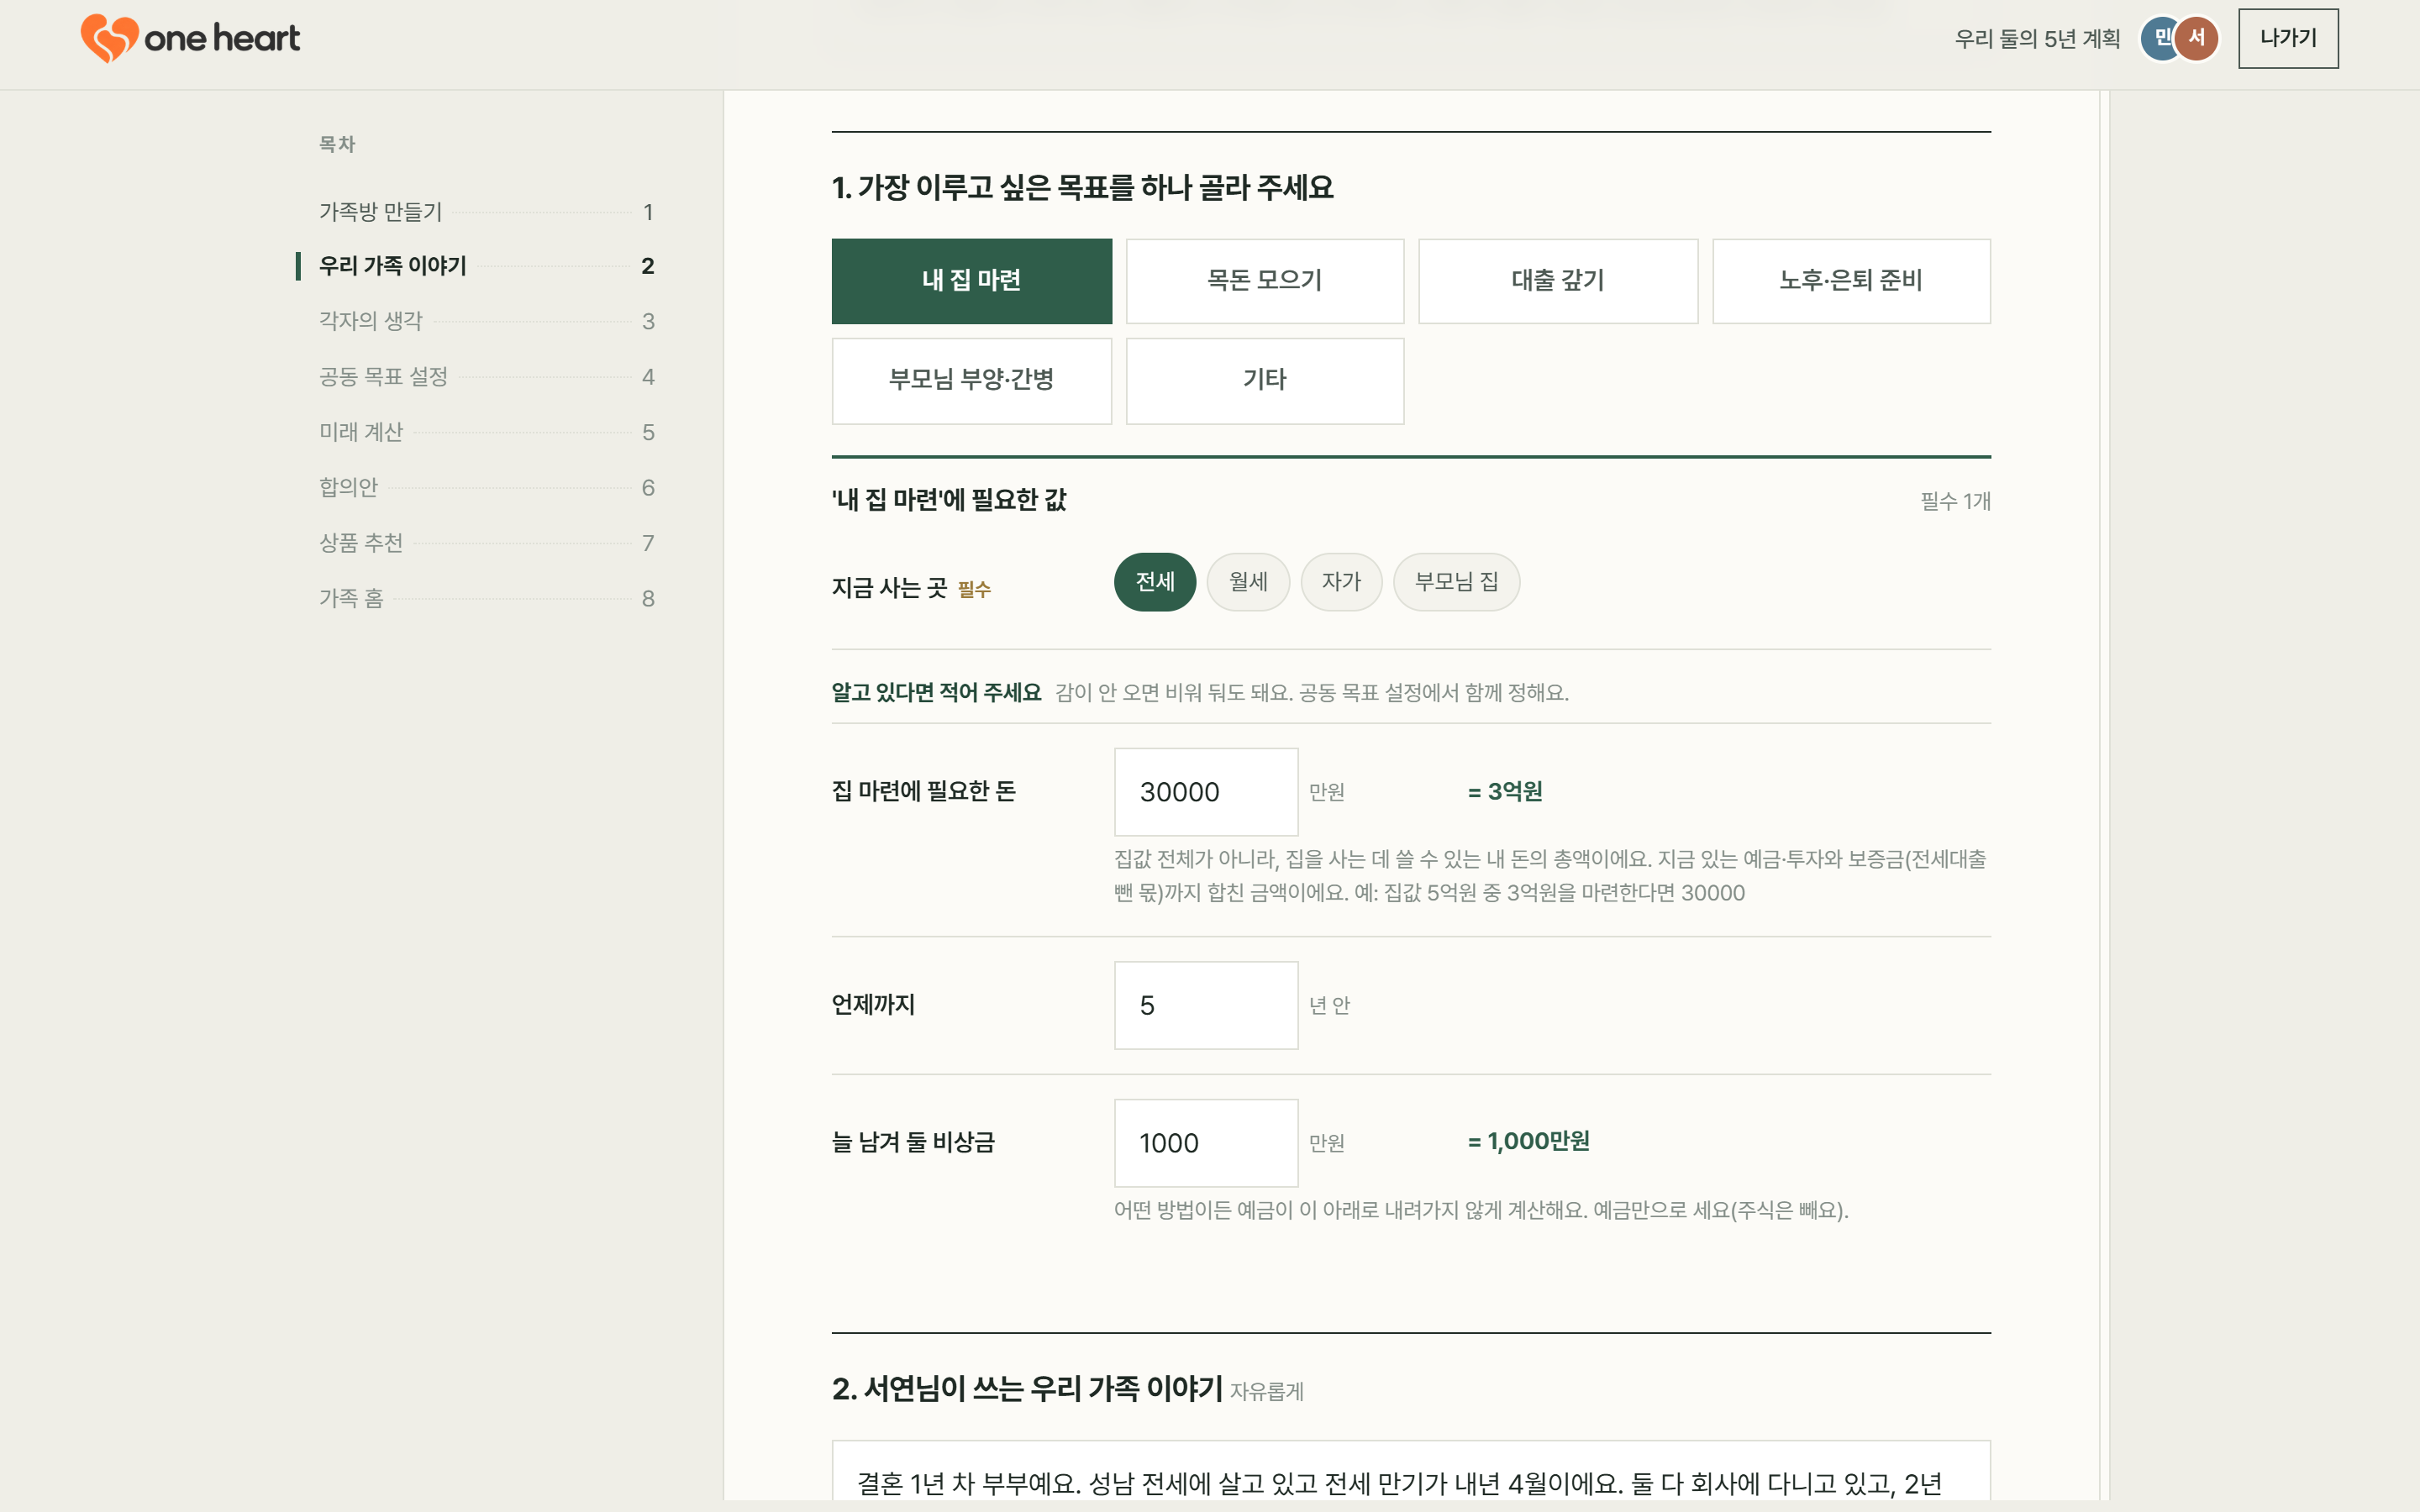 one heart
우리 둘의 5년 계획
민 서
나가기
목차
가족방 만들기 1
우리 가족 이야기 2
각자의 생각 3
공동 목표 설정 4
미래 계산 5
합의안 6
상품 추천 7
가족 홈 8
1. 가장 이루고 싶은 목표를 하나 골라 주세요
내 집 마련 목돈 모으기 대출 갚기 노후·은퇴 준비
부모님 부양·간병 기타
'내 집 마련'에 필요한 값 필수 1개
지금 사는 곳 필수 전세 월세 자가 부모님 집
알고 있다면 적어 주세요 감이 안 오면 비워 둬도 돼요. 공동 목표 설정에서 함께 정해요.
집 마련에 필요한 돈 30000 만원 = 3억원
집값 전체가 아니라, 집을 사는 데 쓸 수 있는 내 돈의 총액이에요. 지금 있는 예금·투자와 보증금(전세대출
뺀 몫)까지 합친 금액이에요. 예: 집값 5억원 중 3억원을 마련한다면 30000
언제까지 5 년 안
늘 남겨 둘 비상금 1000 만원 = 1,000만원
어떤 방법이든 예금이 이 아래로 내려가지 않게 계산해요. 예금만으로 세요(주식은 빼요).
2. 서연님이 쓰는 우리 가족 이야기 자유롭게
결혼 1년 차 부부예요. 성남 전세에 살고 있고 전세 만기가 내년 4월이에요. 둘 다 회사에 다니고 있고, 2년